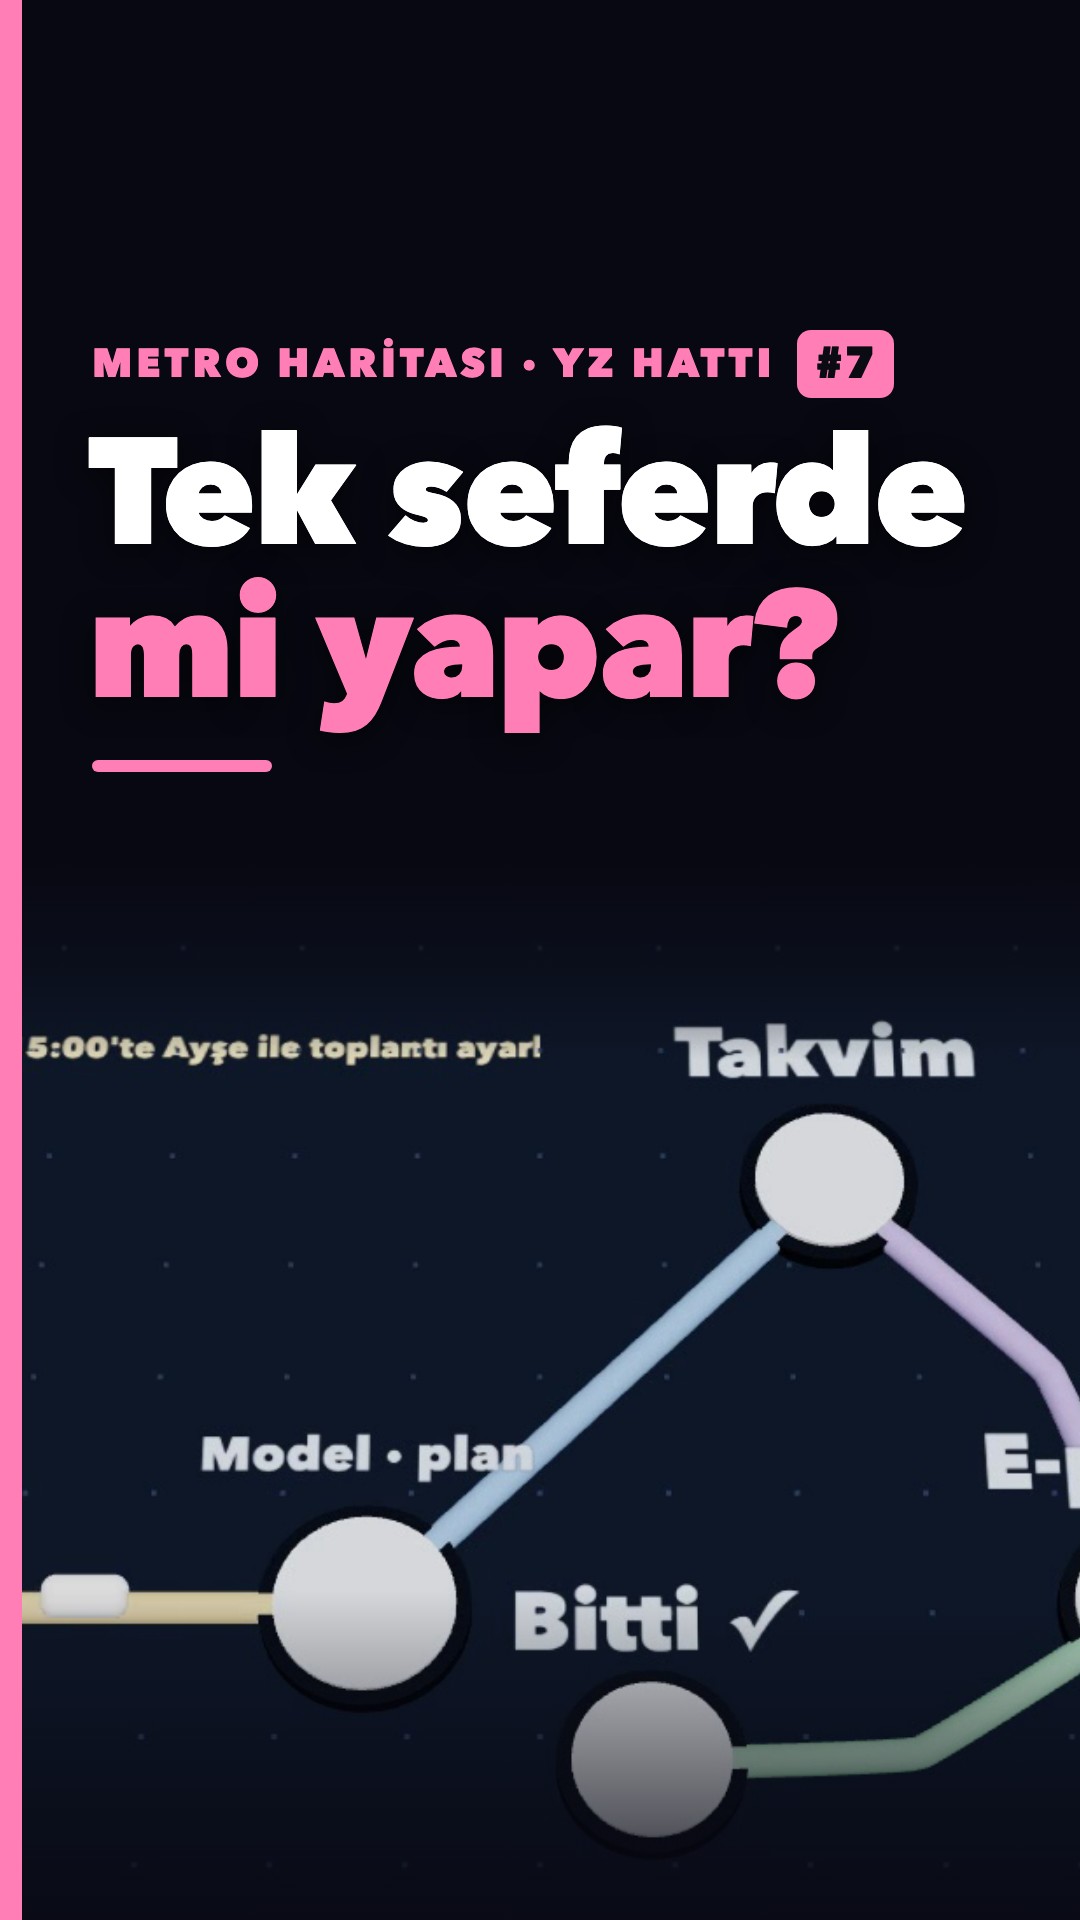 METRO HARİTASI • YZ HATTI #7
Tek seferde
mi yapar?
5:00'te Ayşe ile toplantı ayarl
Takvim
Model • plan
E-
Bitti ✓